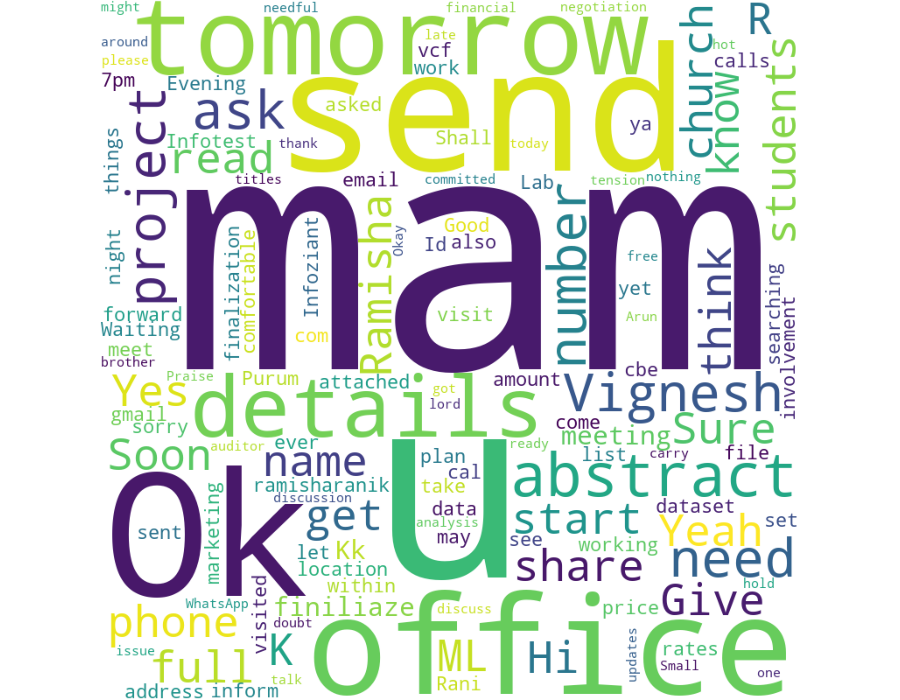 might
needful
financial
negotiation
tomorrow
R
around
late
vcf
church
hot
please
work
calls
7pm
Evening
send
know
students
project
ask
asked
ya
Infotest
thank
Shall
today
things
read
titles
email
committed
Lab
tension
nothing
mam
Ramisha
Okay
Good
Id
also
number
think
night
finalization
comfortable
Infoziant
free
yet
searching
involvement
forward
Waiting
visit
Arun
com
meet
brother
cbe
Praise
Purum
attached
amount
Yes
details
got
Vignesh
gmail
lord
come
sorry
meeting
Sure
Soon
auditor
ever
u
ready
list
carry
file
name
plan
cal
abstract
Ok
ramisharanik
take
discussion
marketing
sent
get
data
start
dataset
analysis
Yeah
set
may
see
working
need
let
Kk
location
share
hold
visited
within
WhatsApp
finiliaze
discuss
price
Give
phone
doubt
office
K
ML
Hi
updates
rates
issue
full
Small
one
talk
Rani
address
inform